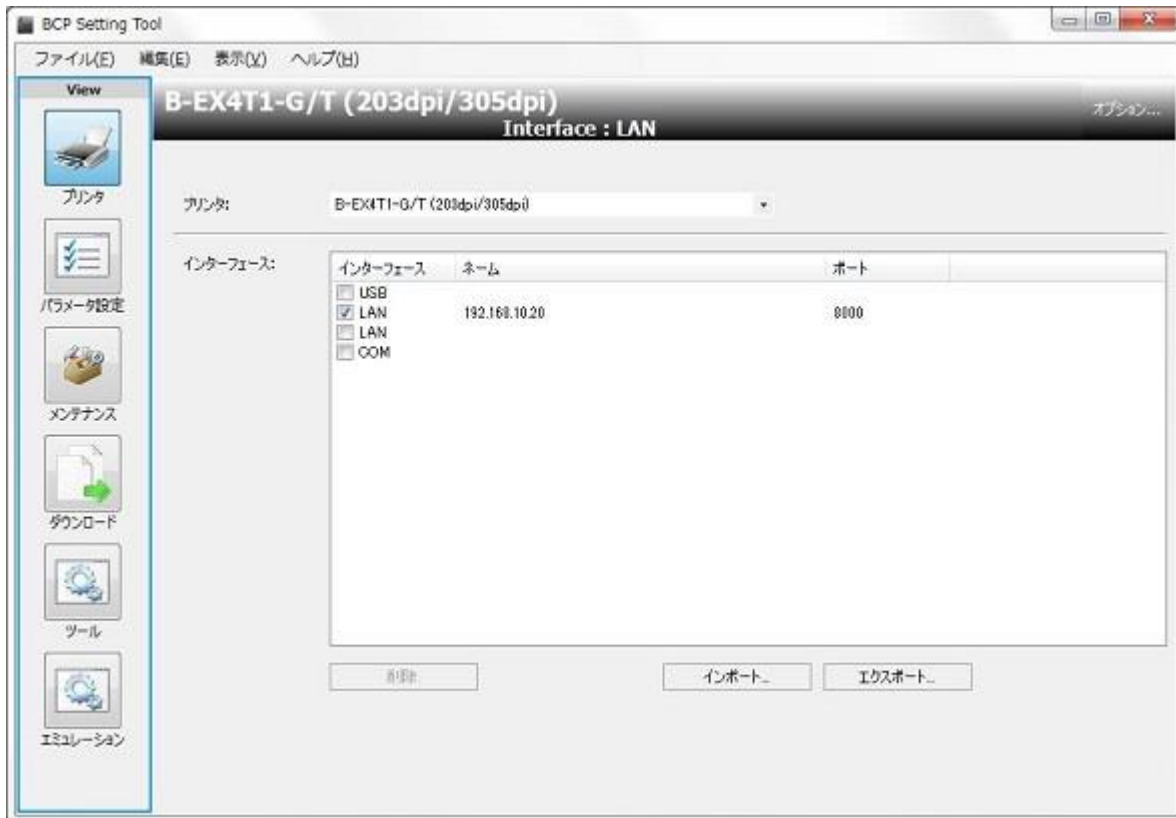 BCP Setting Tool
ファイル(F) 編集(E) 表示(V) ヘルプ(H)
View
B-EX4T1-G/T (203dpi/305dpi)
Interface : LAN
オプション...
プリンタ
パラメータ設定
メンテナンス
ダウンロード
ツール
エミュレーション
プリンタ: B-EX4T1-G/T (203dpi/305dpi)
インターフェース:
インターフェース ネーム ポート
USB
LAN 192.168.10.20 8000
LAN
COM
削除 インポート... エクスポート...